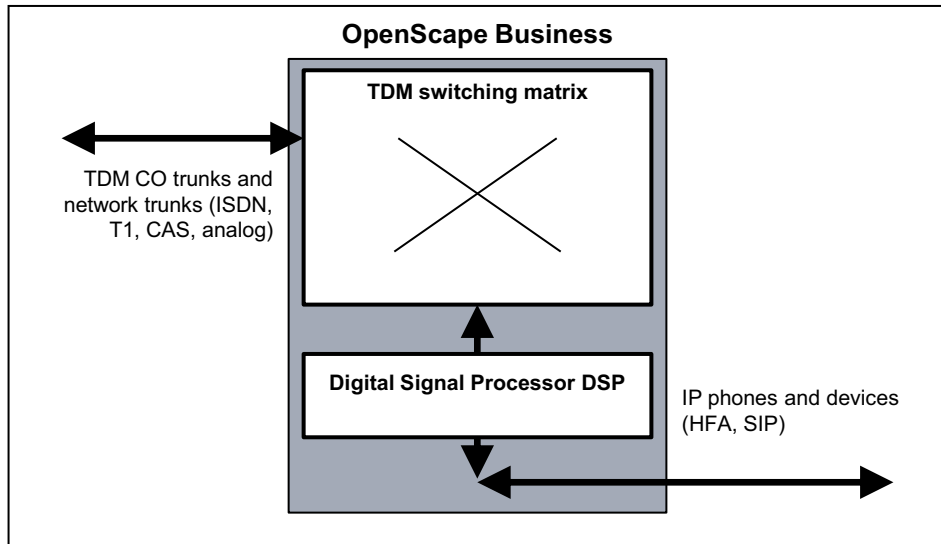 OpenScape Business
TDM switching matrix
TDM CO trunks and
network trunks (ISDN,
T1, CAS, analog)
Digital Signal Processor DSP
IP phones and devices
(HFA, SIP)